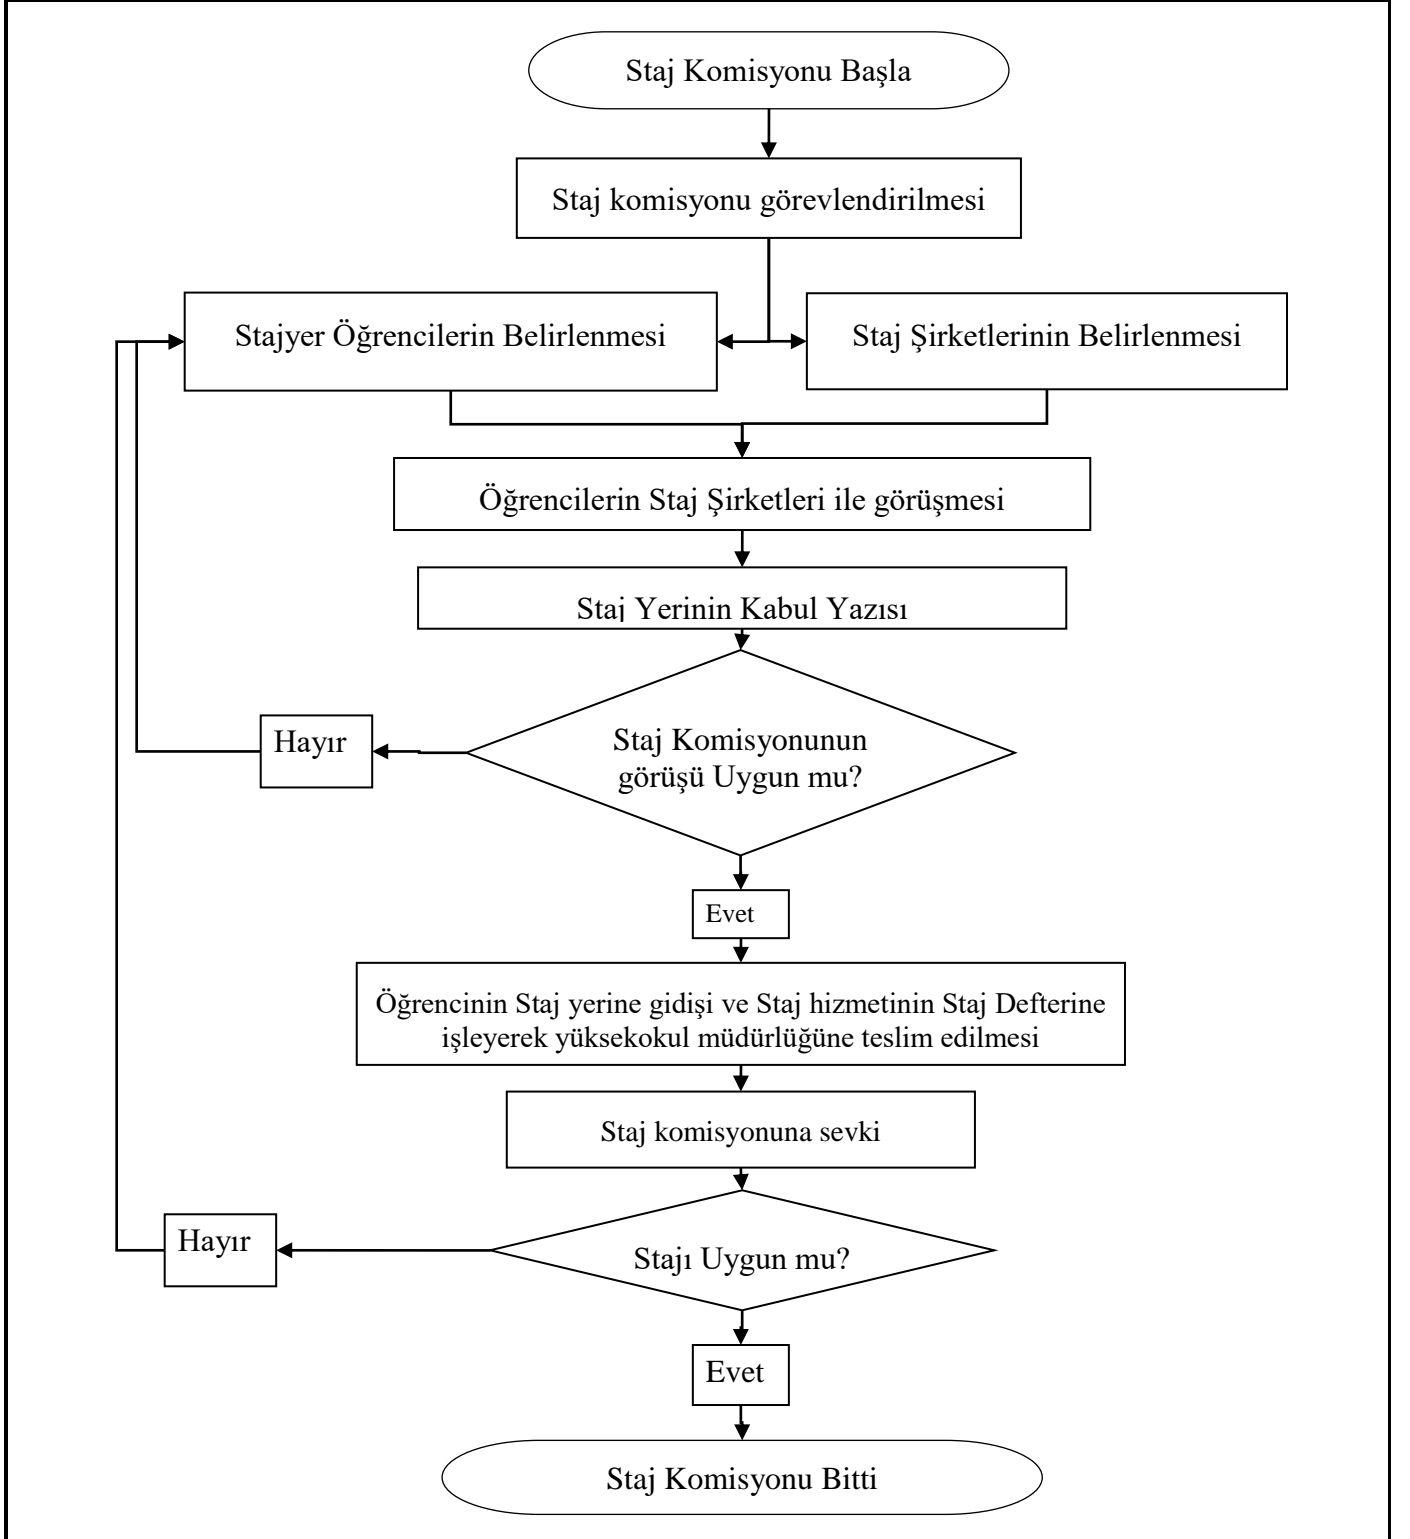 Staj Komisyonu Başla
Staj komisyonu görevlendirilmesi
Stajyer Öğrencilerin Belirlenmesi
Staj Şirketlerinin Belirlenmesi
Öğrencilerin Staj Şirketleri ile görüşmesi
Staj Yerinin Kabul Yazısı
Hayır
Staj Komisyonunun
görüşü Uygun mu?
Evet
Öğrencinin Staj yerine gidişi ve Staj hizmetinin Staj Defterine
işleyerek yüksekokul müdürlüğüne teslim edilmesi
Staj komisyonuna sevki
Hayır
Stajı Uygun mu?
Evet
Staj Komisyonu Bitti